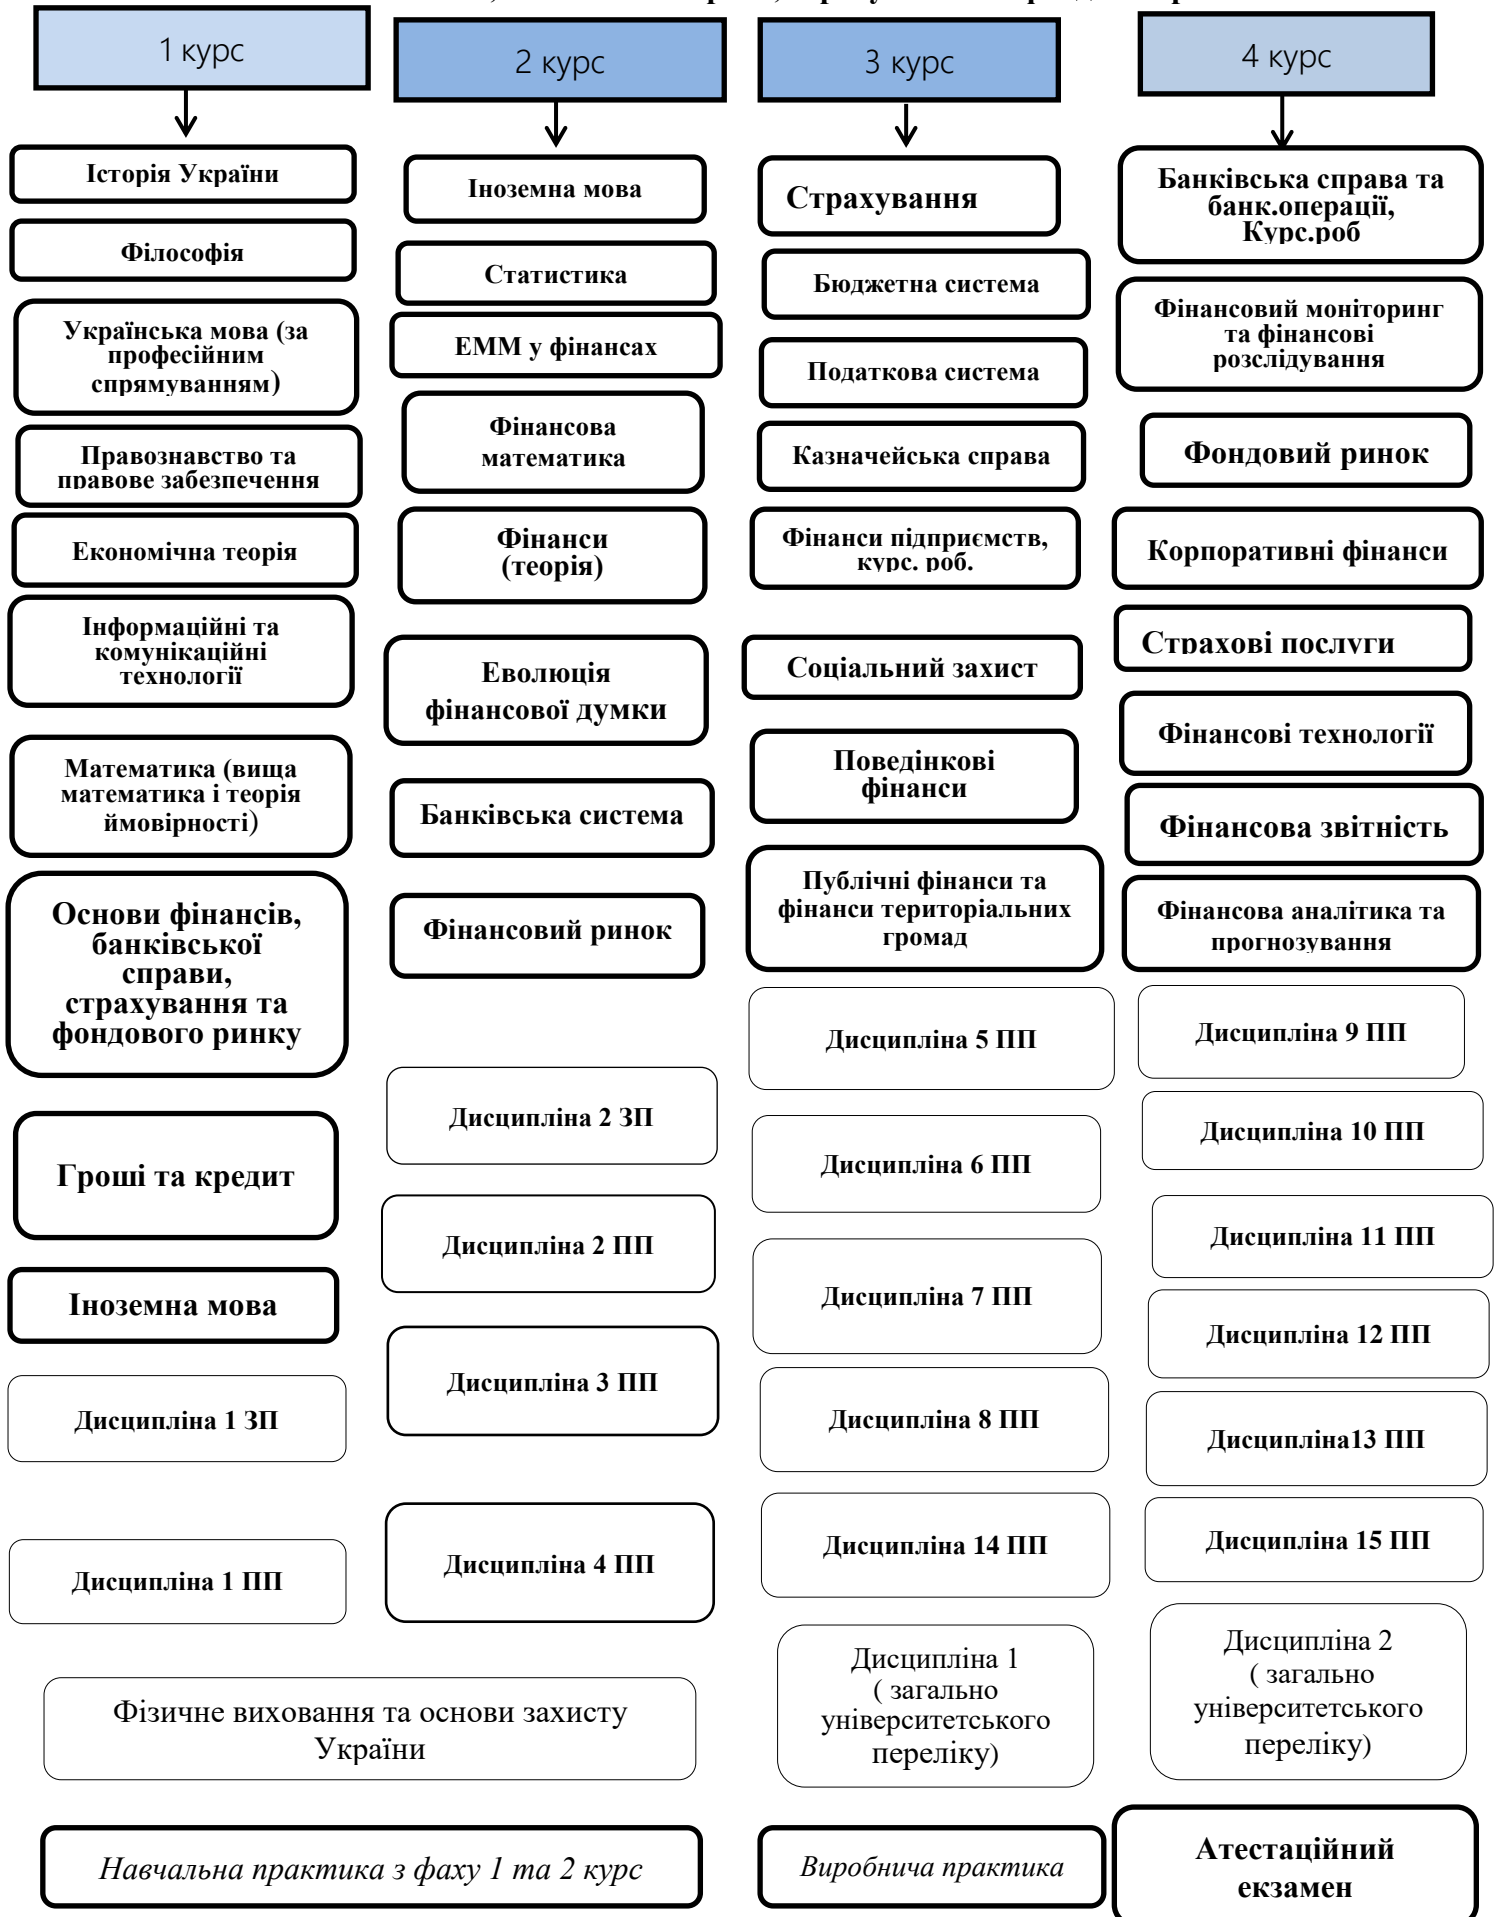 1 курс
Історія України
Філософія
Українська мова (за
професійним
спрямуванням)
Правознавство та
правове забезпечення
Економічна теорія
Інформаційні та
комунікаційні
технології
Математика (вища
математика і теорія
ймовірності)
Основи фінансів,
банківської
справи,
страхування та
фондового ринку
Гроші та кредит
Іноземна мова
Дисципліна 1 ЗП
Дисципліна 1 ПП
2 курс
Іноземна мова
Статистика
ЕММ у фінансах
Фінансова
математика
Фінанси
(теорія)
Еволюція
фінансової думки
Банківська система
Фінансовий ринок
Дисципліна 2 ЗП
Дисципліна 2 ПП
Дисципліна 3 ПП
Дисципліна 4 ПП
Фізичне виховання та основи захисту
України
Навчальна практика з фаху 1 та 2 курс
3 курс
Страхування
Бюджетна система
Податкова система
Казначейська справа
Фінанси підприємств,
курс. роб.
Соціальний захист
Поведінкові
фінанси
Публічні фінанси та
фінанси територіальних
громад
Дисципліна 5 ПП
Дисципліна 6 ПП
Дисципліна 7 ПП
Дисципліна 8 ПП
Дисципліна 14 ПП
Дисципліна 1
( загально
університетського
переліку)
Виробнича практика
4 курс
Банківська справа та
банк.операції,
Курс.роб
Фінансовий моніторинг
та фінансові
розслідування
Фондовий ринок
Корпоративні фінанси
Страхові послуги
Фінансові технології
Фінансова звітність
Фінансова аналітика та
прогнозування
Дисципліна 9 ПП
Дисципліна 10 ПП
Дисципліна 11 ПП
Дисципліна 12 ПП
Дисципліна13 ПП
Дисципліна 15 ПП
Дисципліна 2
( загально
університетського
переліку)
Атестаційний
екзамен